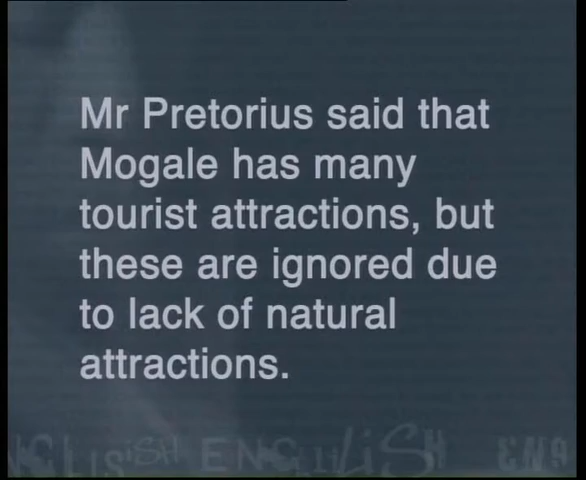 Mr Pretorius said that
Mogale has many
tourist attractions, but
these are ignored due
to lack of natural
attractions.
ENGLISH